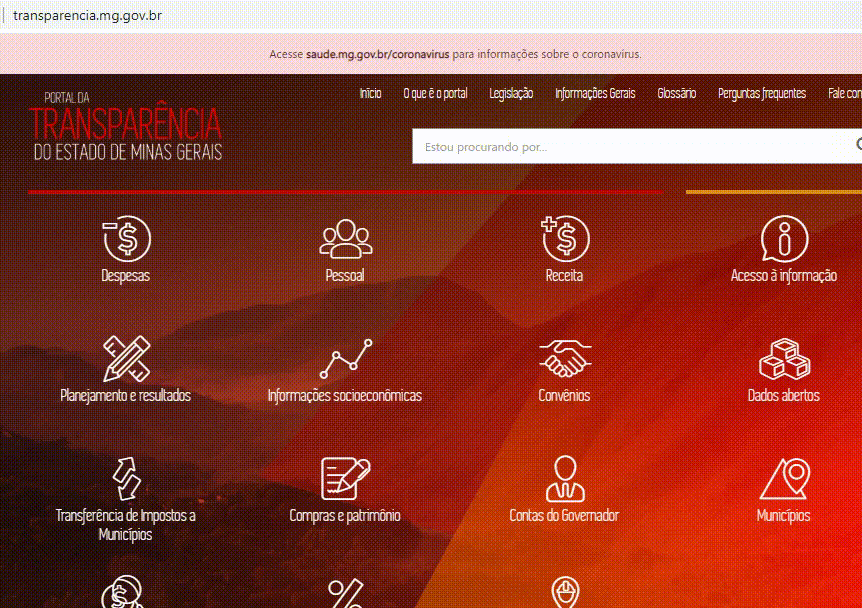 transparencia.mg.gov.br
Acesse saude.mg.gov.br/coronavirus para informações sobre o coronavírus.
Início O que é o portal Legislação Informações Gerais Glossário Perguntas frequentes Fale con
PORTAL DA
TRANSPARÊNCIA
DO ESTADO DE MINAS GERAIS
Estou procurando por...
Despesas Pessoal Receita Acesso à informação
Planejamento e resultados Informações socioeconômicas Convênios Dados abertos
Transferência de Impostos a Municípios Compras e patrimônio Contas do Governador Municípios